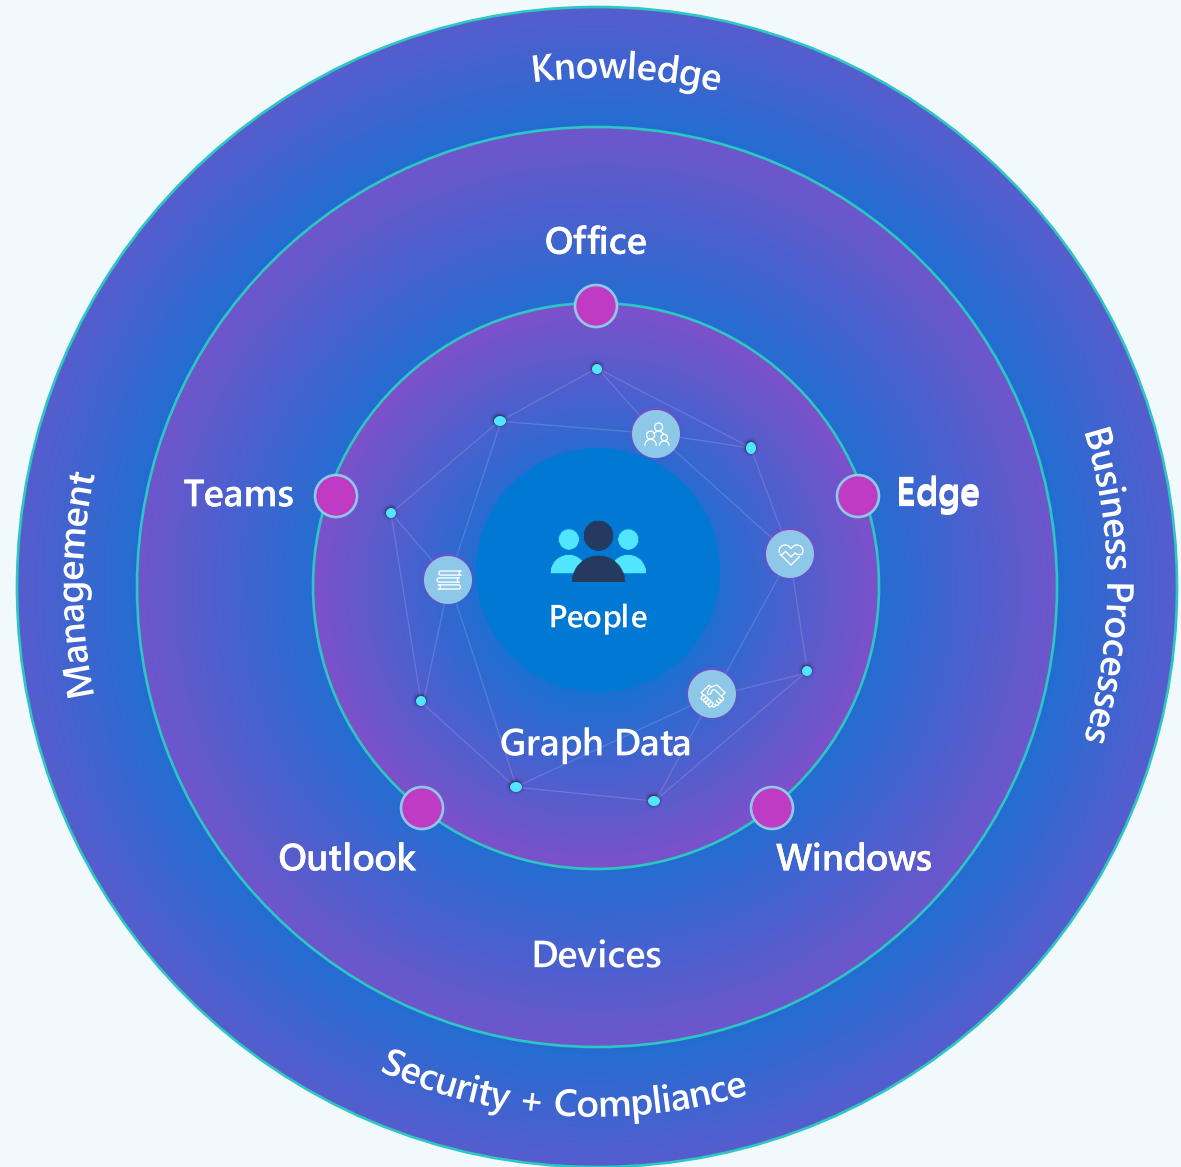 Knowledge
Office
Teams
Edge
Management
Business Processes
People
Graph Data
Outlook
Windows
Devices
Security + Compliance